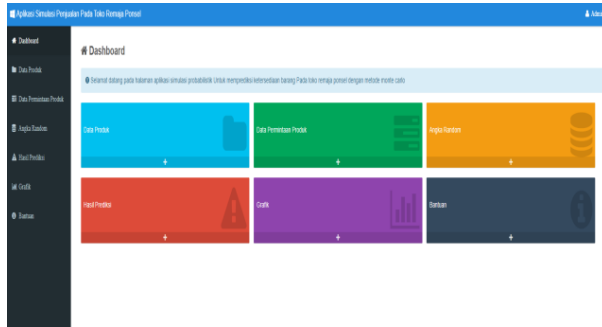 Aplikasi Simulasi Penjualan Pada Toko Remaja Ponsel
Admin
Dashboard
Data Produk
Data Permintaan Produk
Angka Random
Hasil Prediksi
Grafik
Bantuan
Dashboard
Selamat datang pada halaman aplikasi simulasi probabilistik Untuk memprediksi ketersediaan barang Pada toko remaja ponsel dengan metode monte carlo
Data Produk
Data Permintaan Produk
Angka Random
Hasil Prediksi
Grafik
Bantuan